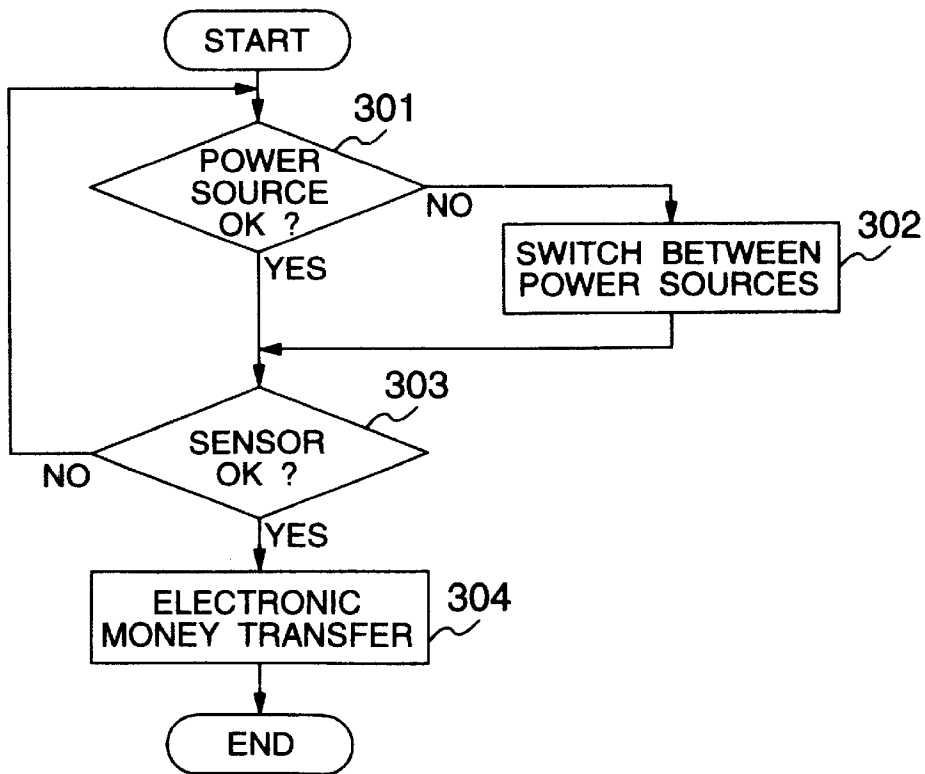 START
301
POWER
SOURCE
OK ?
NO
YES
302
SWITCH BETWEEN
POWER SOURCES
303
SENSOR
OK ?
NO
YES
304
ELECTRONIC
MONEY TRANSFER
END